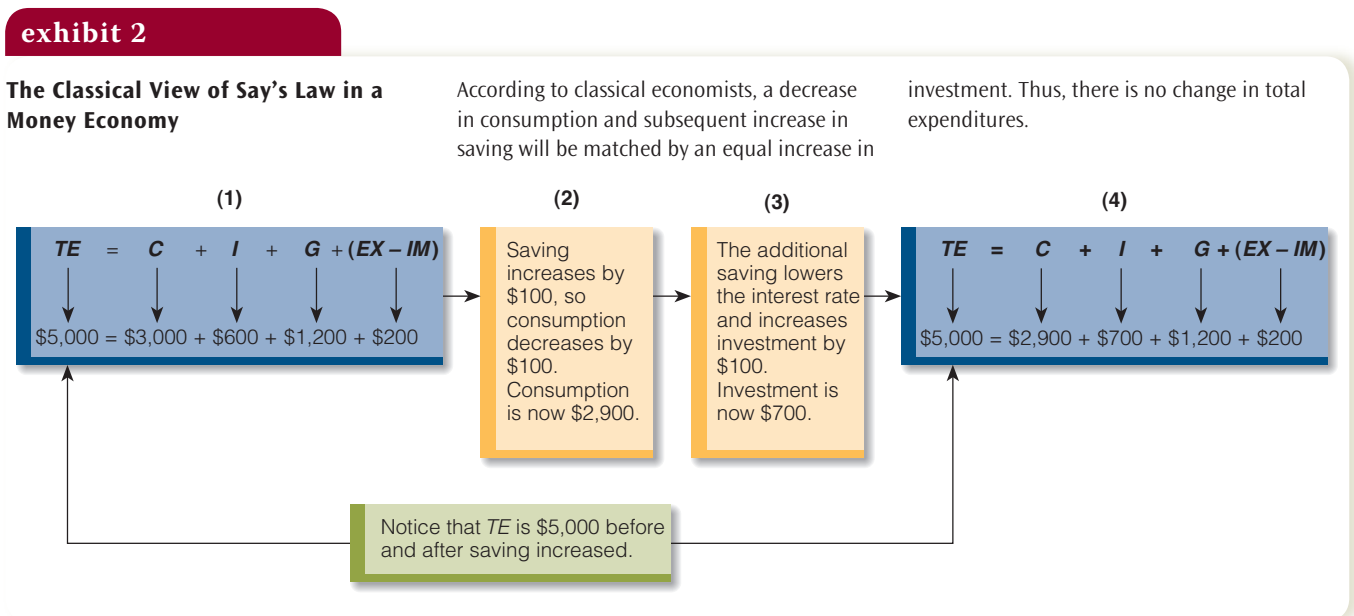 exhibit 2
The Classical View of Say's Law in a
Money Economy
According to classical economists, a decrease
in consumption and subsequent increase in
saving will be matched by an equal increase in
investment. Thus, there is no change in total
expenditures.
(1)
TE = C + I + G + (EX – IM)
$5,000 = $3,000 + $600 + $1,200 + $200
(2)
Saving
increases by
$100, so
consumption
decreases by
$100.
Consumption
is now $2,900.
(3)
The additional
saving lowers
the interest rate
and increases
investment by
$100.
Investment is
now $700.
(4)
TE = C + I + G + (EX – IM)
$5,000 = $2,900 + $700 + $1,200 + $200
Notice that TE is $5,000 before
and after saving increased.